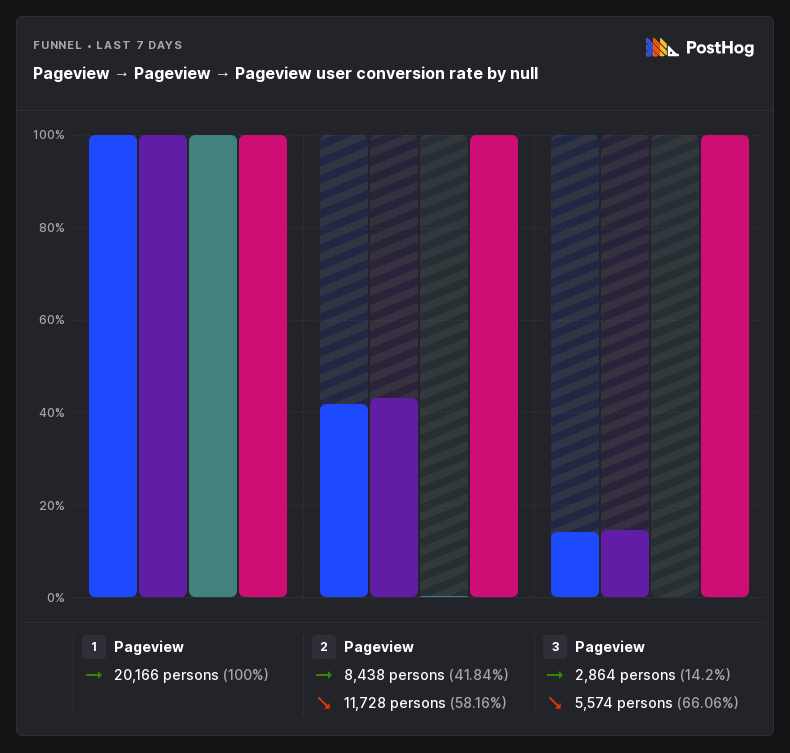 FUNNEL • LAST 7 DAYS
PostHog
Pageview → Pageview → Pageview user conversion rate by null
100%
80%
60%
40%
20%
0%
1 Pageview
→ 20,166 persons (100%)
2 Pageview
→ 8,438 persons (41.84%)
↘ 11,728 persons (58.16%)
3 Pageview
→ 2,864 persons (14.2%)
↘ 5,574 persons (66.06%)